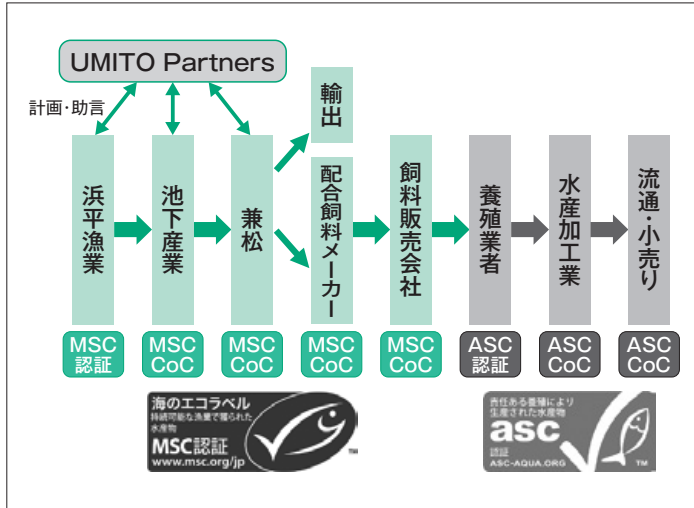 UMITO Partners
計画・助言
浜平漁業
池下産業
兼松
輸出
配合飼料メーカー
飼料販売会社
養殖業者
水産加工業
流通・小売り
MSC
認証
MSC
CoC
MSC
CoC
MSC
CoC
MSC
CoC
ASC
認証
ASC
CoC
ASC
CoC
海のエコラベル
持続可能な漁業で獲られた
水産物
MSC認証
www.msc.org/jp
TM
責任ある養殖により
生産された水産物
asc
認証
ASC-AQUA.ORG
TM